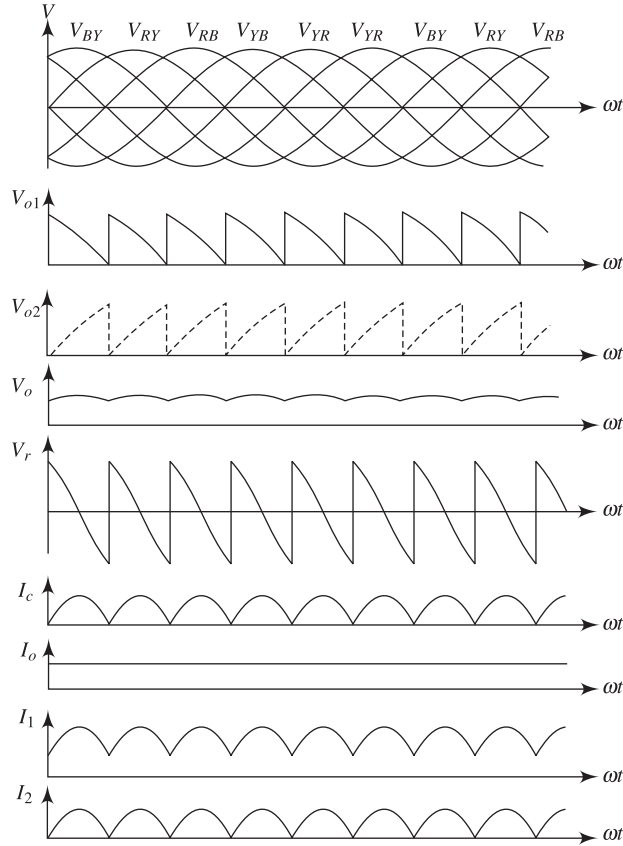 V V_BY V_RY V_RB V_YB V_YR V_YR V_BY V_RY V_RB
ωt
V_o1
ωt
V_o2
ωt
V_o
ωt
V_r
ωt
I_c
ωt
I_o
ωt
I_1
ωt
I_2
ωt